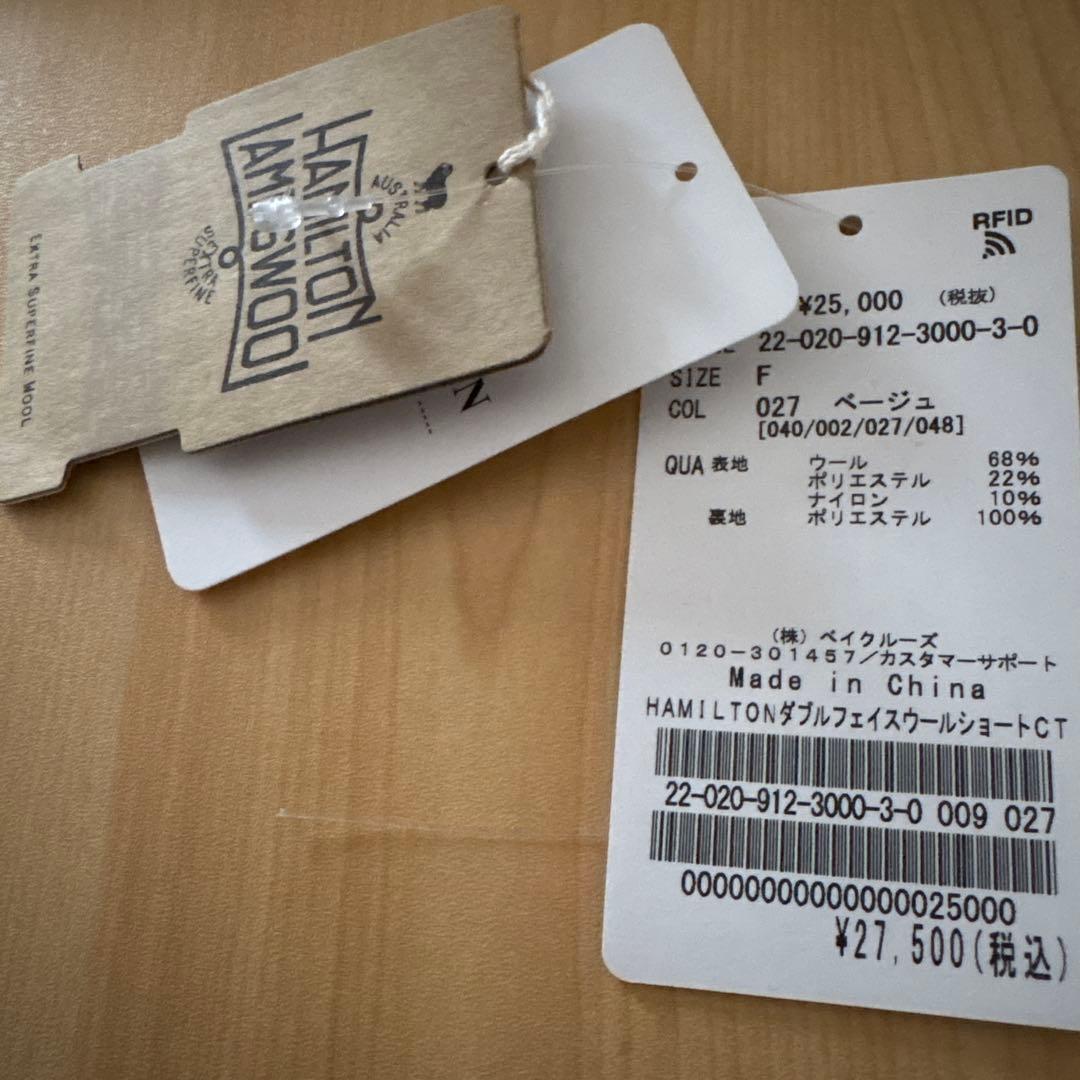 HAMILTON
LAMBSWOOL
AUSTRALIA
EXTRA
SUPERFINE
EXTRA SUPERFINE WOOL
N
RFID
¥25,000 (税抜)
22-020-912-3000-3-0
SIZE F
COL 027 ベージュ
[040/002/027/048]
QUA 表地 ウール 68%
ポリエステル 22%
ナイロン 10%
裏地 ポリエステル 100%
(株) ベイクルーズ
0120-301457/カスタマーサポート
Made in China
HAMILTONダブルフェイスウールショートCT
22-020-912-3000-3-0 009 027
0000000000000025000
¥27,500(税込)